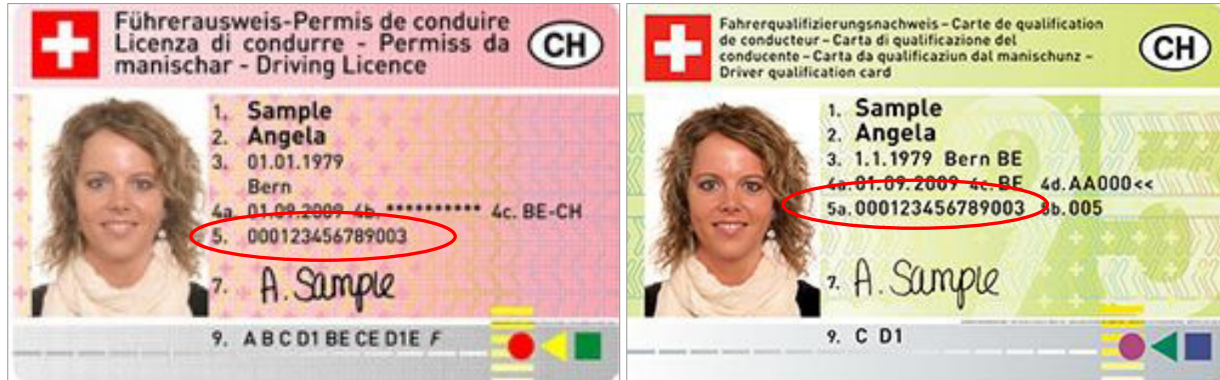 Führerausweis-Permis de conduire
Licenza di condurre - Permiss da
manischar - Driving Licence
CH
1. Sample
2. Angela
3. 01.01.1979
Bern
4a. 01.09.2009 4b. ********** 4c. BE-CH
5. 000123456789003
7. A. Sample
9. A B C D1 BE CE D1E F
Fahrerqualifizierungsnachweis – Carte de qualification
de conducteur – Carta di qualificazione del
conducente – Carta da qualificaziun dal manischunz –
Driver qualification card
CH
1. Sample
2. Angela
3. 1.1.1979 Bern BE
4a. 01.09.2009 4c. BE 4d. AA000<<
5a. 000123456789003 5b. 005
7. A. Sample
9. C D1